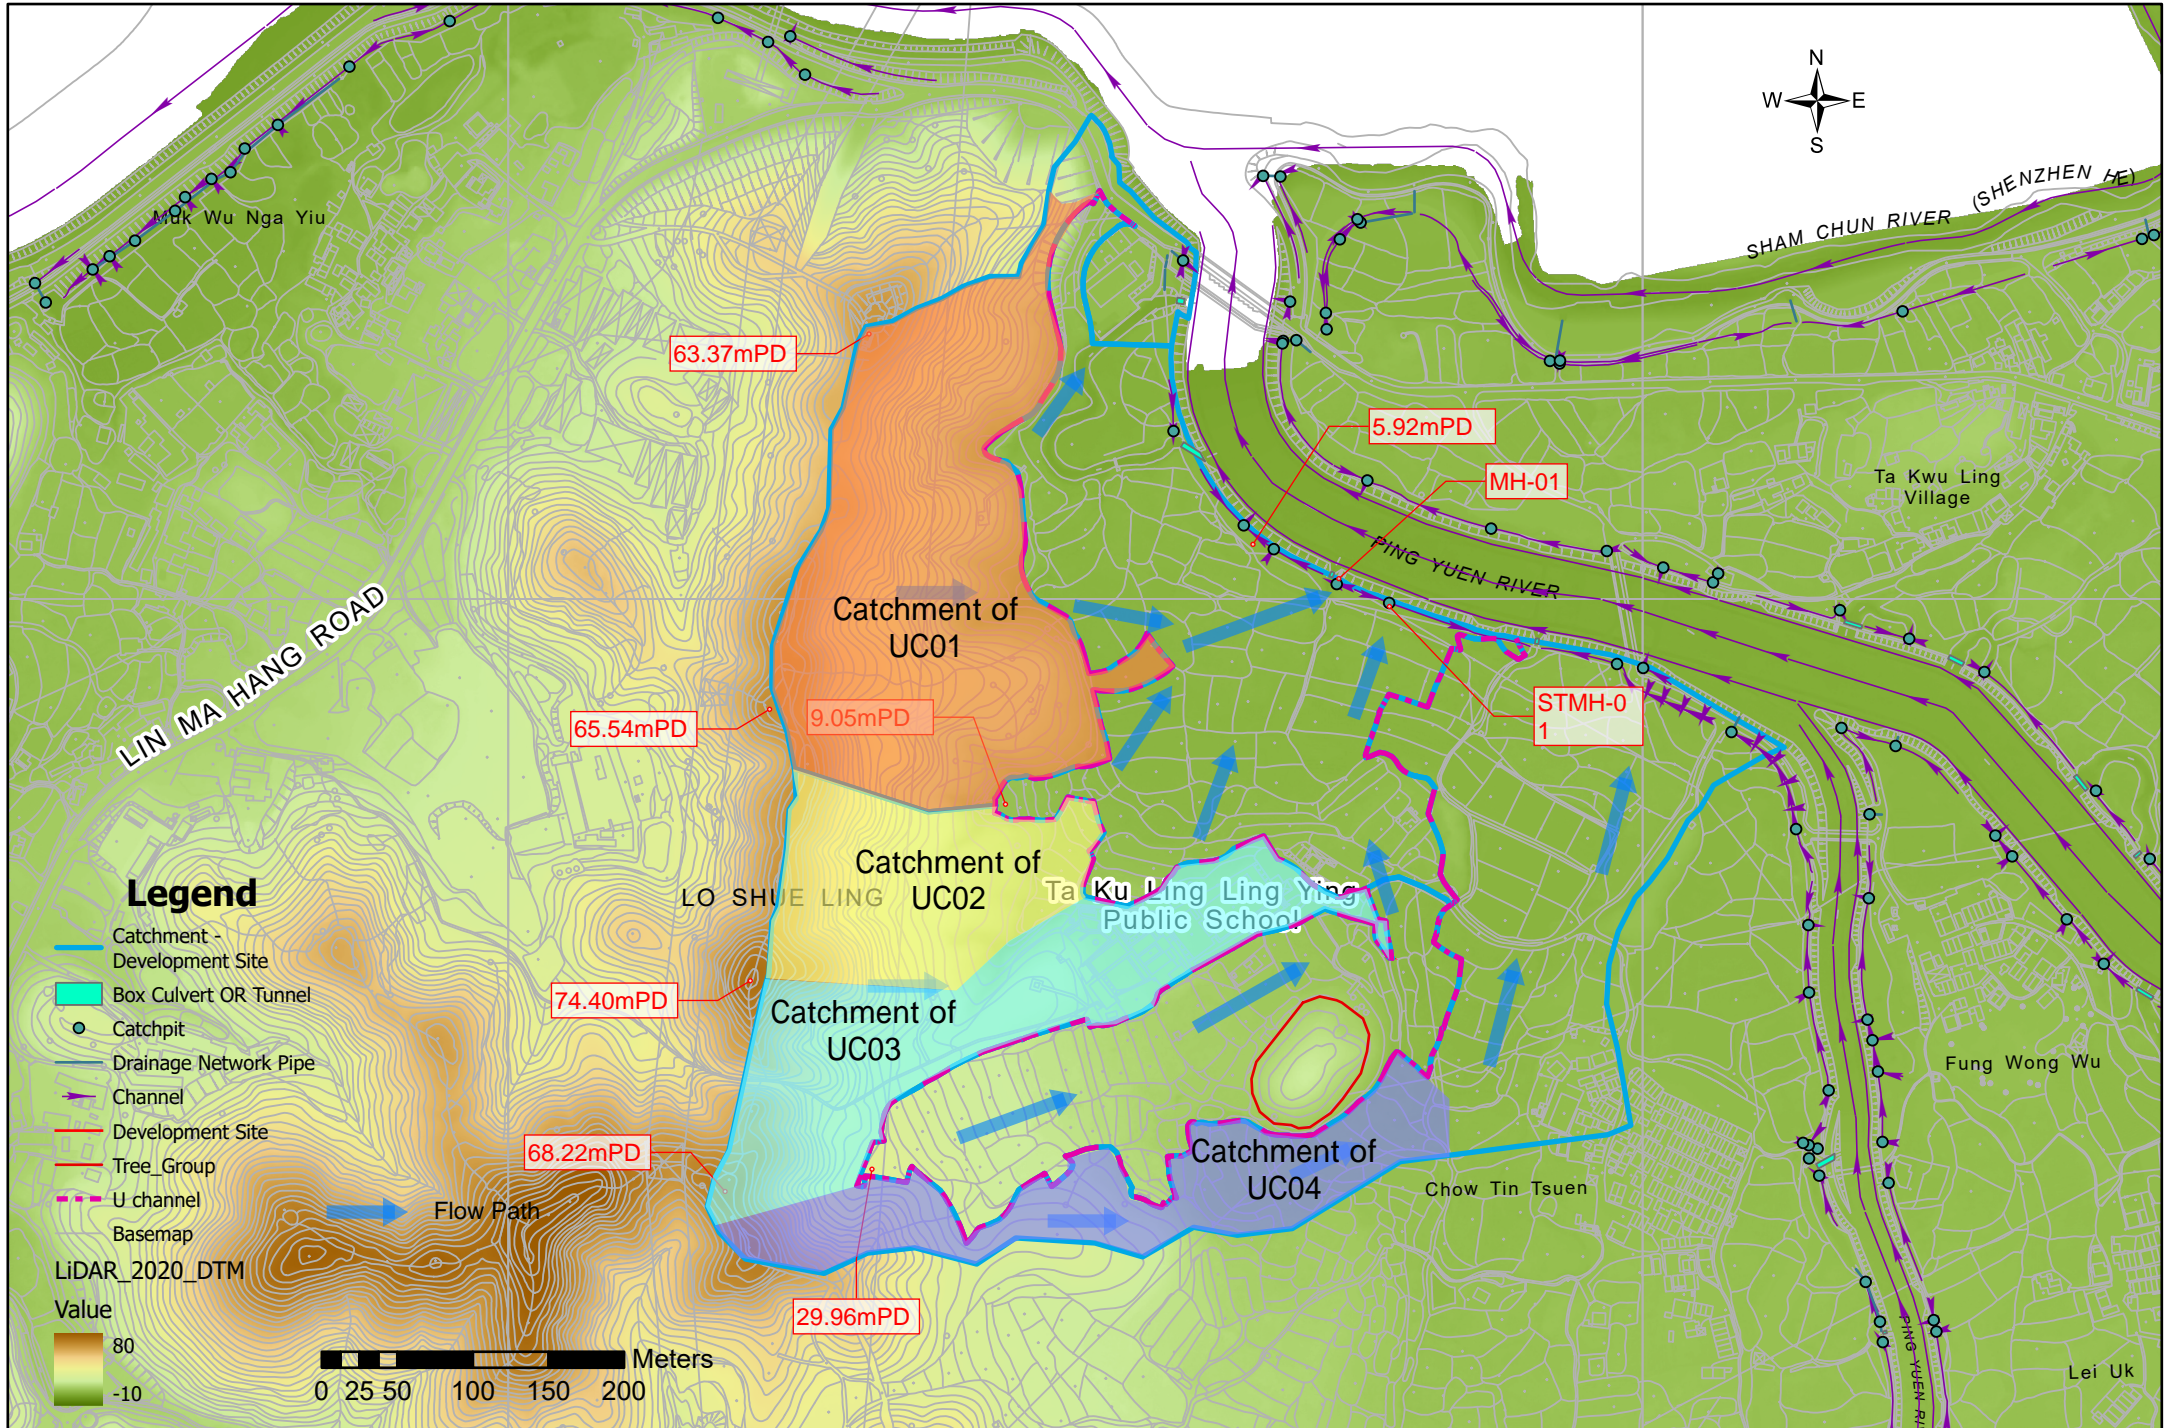 N
W E
S
Muk Wu Nga Yiu
SHAM CHUN RIVER (SHENZHEN HE)
63.37mPD
5.92mPD
MH-01
Ta Kwu Ling
Village
PING YUEN RIVER
LIN MA HANG ROAD
Catchment of
UC01
65.54mPD
9.05mPD
STMH-0
1
Catchment of
UC02
LO SHUE LING
Ta Ku Ling Ling Ying
Public School
74.40mPD
Catchment of
UC03
Fung Wong Wu
68.22mPD
Catchment of
UC04
Chow Tin Tsuen
29.96mPD
PING YUEN RI
Lei Uk
Legend
Catchment -
Development Site
Box Culvert OR Tunnel
Catchpit
Drainage Network Pipe
Channel
Development Site
Tree_Group
U channel
Flow Path
Basemap
LiDAR_2020_DTM
Value
80
-10
Meters
0 25 50 100 150 200